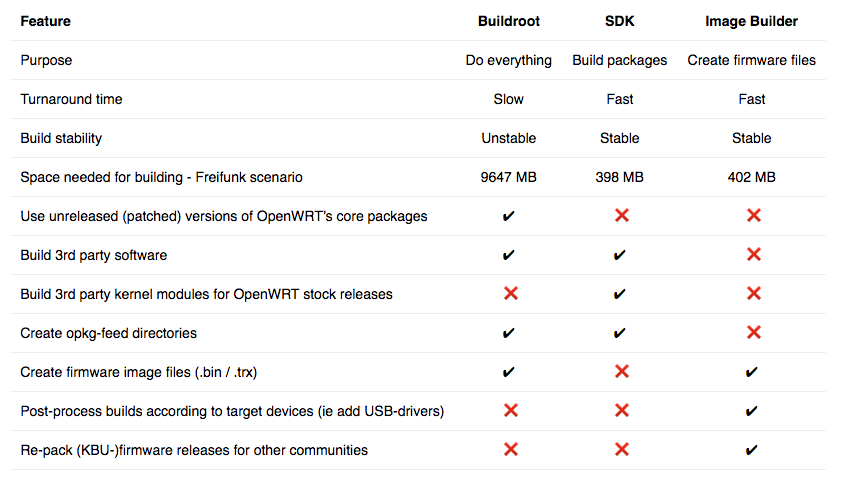 Feature Buildroot SDK Image Builder
Purpose Do everything Build packages Create firmware files
Turnaround time Slow Fast Fast
Build stability Unstable Stable Stable
Space needed for building - Freifunk scenario 9647 MB 398 MB 402 MB
Use unreleased (patched) versions of OpenWRT’s core packages ✔ ❌ ❌
Build 3rd party software ✔ ✔ ❌
Build 3rd party kernel modules for OpenWRT stock releases ❌ ✔ ❌
Create opkg-feed directories ✔ ✔ ❌
Create firmware image files (.bin / .trx) ✔ ❌ ✔
Post-process builds according to target devices (ie add USB-drivers) ❌ ❌ ✔
Re-pack (KBU-)firmware releases for other communities ❌ ❌ ✔